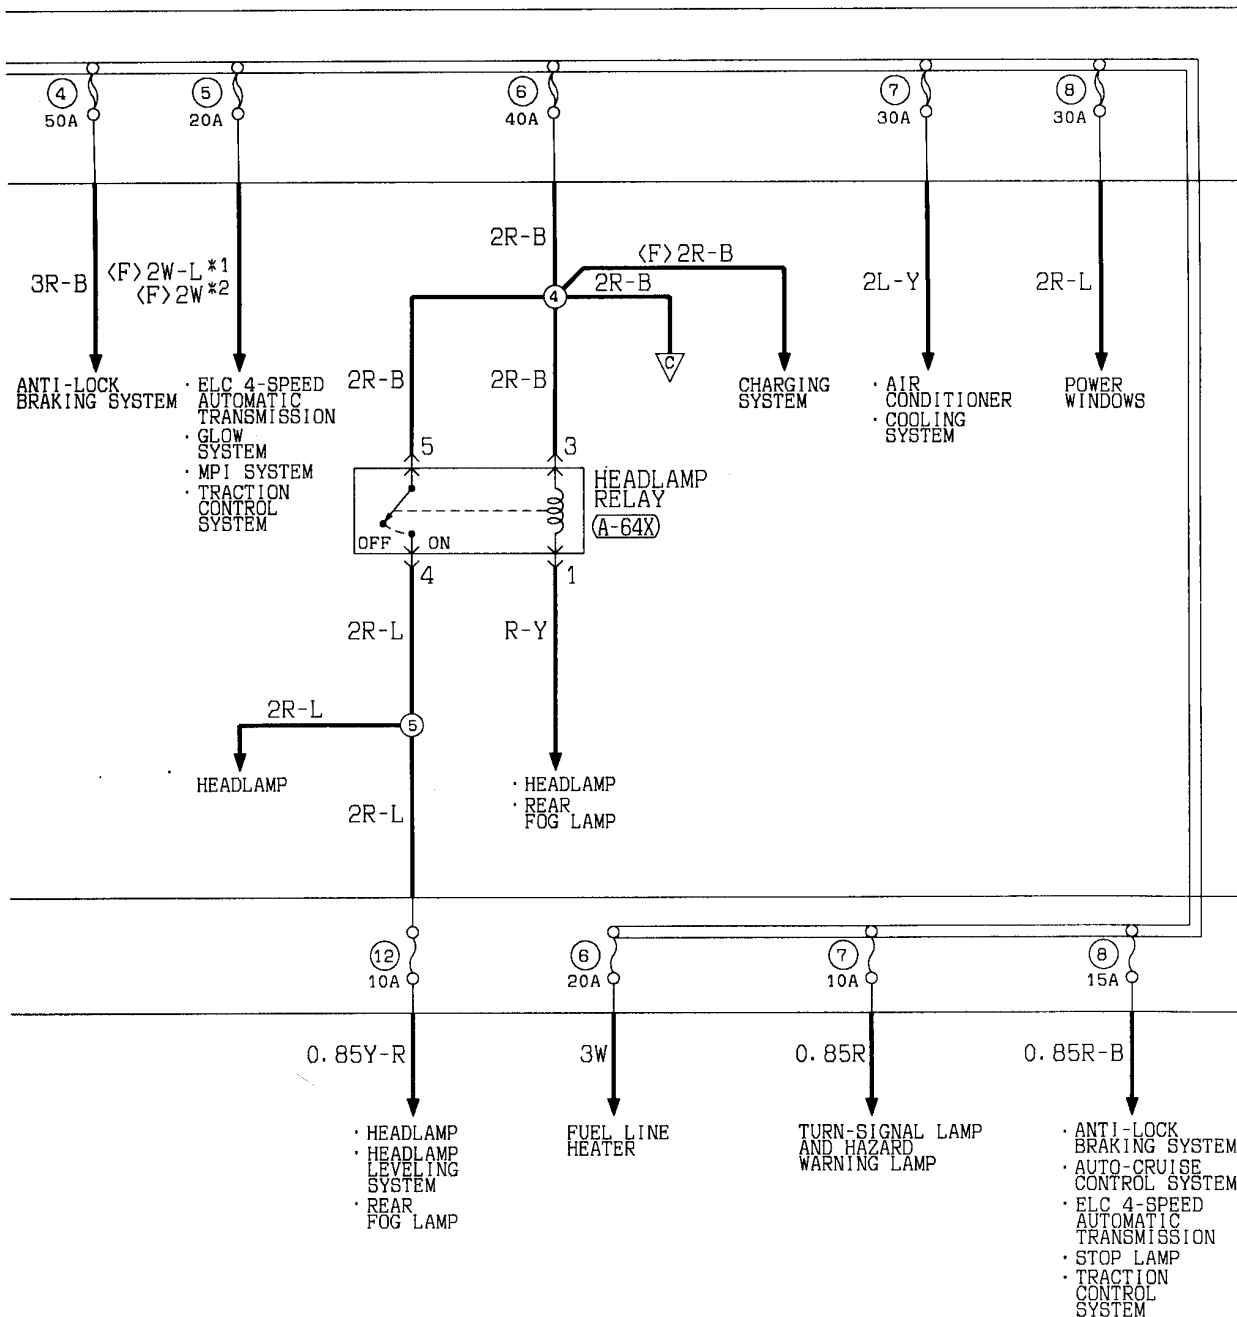 4
50A
5
20A
6
40A
7
30A
8
30A
3R-B
<F>2W-L*1
<F>2W*2
2R-B
<F>2R-B
2R-B
4
2L-Y
2R-L
C
ANTI-LOCK
BRAKING SYSTEM
· ELC 4-SPEED
AUTOMATIC
TRANSMISSION
· GLOW
SYSTEM
· MPI SYSTEM
· TRACTION
CONTROL
SYSTEM
2R-B
2R-B
CHARGING
SYSTEM
· AIR
CONDITIONER
· COOLING
SYSTEM
POWER
WINDOWS
5
3
HEADLAMP
RELAY
A-64X
OFF
ON
4
1
2R-L
R-Y
2R-L
5
HEADLAMP
2R-L
· HEADLAMP
· REAR
FOG LAMP
12
10A
6
20A
7
10A
8
15A
0.85Y-R
3W
0.85R
0.85R-B
· HEADLAMP
· HEADLAMP
LEVELING
SYSTEM
· REAR
FOG LAMP
FUEL LINE
HEATER
TURN-SIGNAL LAMP
AND HAZARD
WARNING LAMP
· ANTI-LOCK
BRAKING SYSTEM
· AUTO-CRUISE
CONTROL SYSTEM
· ELC 4-SPEED
AUTOMATIC
TRANSMISSION
· STOP LAMP
· TRACTION
CONTROL
SYSTEM